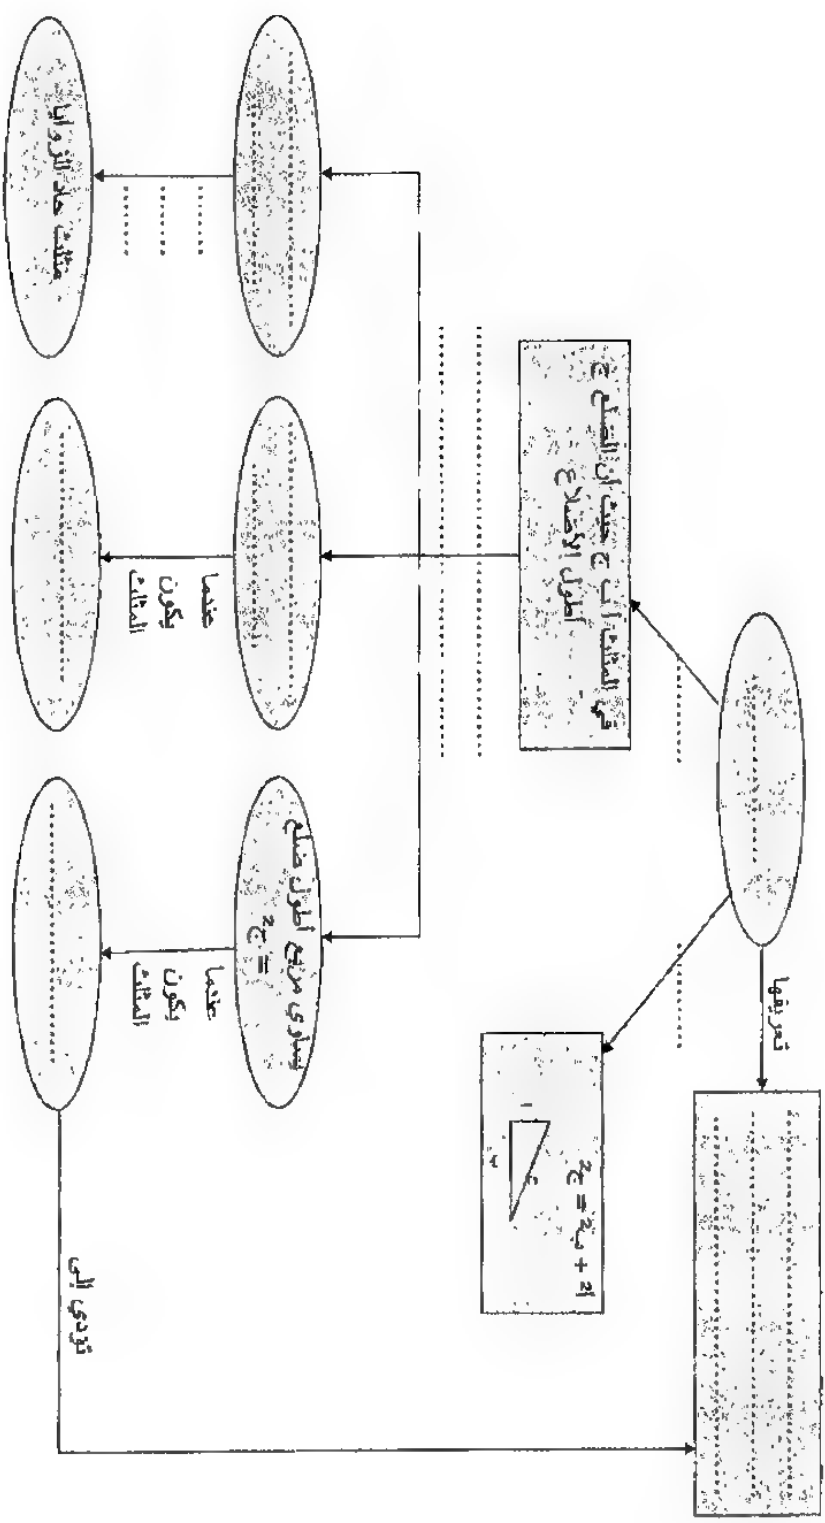 تعريفها
أ² + ب² = ج²
أ
ب
ج
في المثلث أ ب ج حيث أن الضلع ج
أطول الأضلاع
يساوي مربع أطول ضلع
= ج²
عندما
يكون
المثلث
عندما
يكون
المثلث
مثلث حاد الزوايا
تؤدي إلى